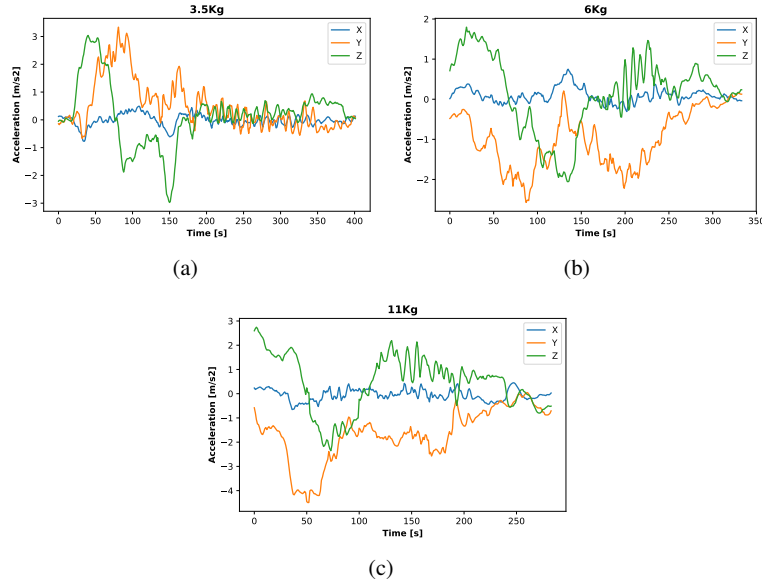 3.5Kg
Acceleration [m/s2]
3
2
1
0
−1
−2
−3
X
Y
Z
0 50 100 150 200 250 300 350 400
Time [s]
(a)
6Kg
Acceleration [m/s2]
2
1
0
−1
−2
X
Y
Z
0 50 100 150 200 250 300 350
Time [s]
(b)
11Kg
Acceleration [m/s2]
3
2
1
0
−1
−2
−3
−4
X
Y
Z
0 50 100 150 200 250
Time [s]
(c)